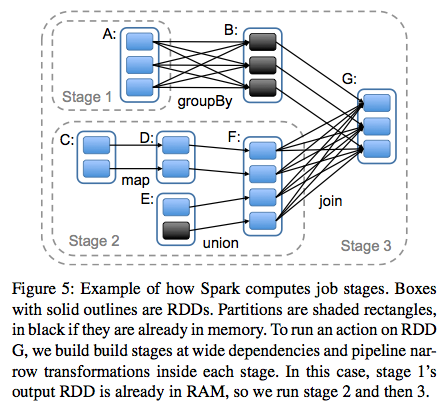 A:
B:
G:
Stage 1
groupBy
C:
D:
F:
map
E:
join
Stage 2
union
Stage 3
Figure 5: Example of how Spark computes job stages. Boxes
with solid outlines are RDDs. Partitions are shaded rectangles,
in black if they are already in memory. To run an action on RDD
G, we build build stages at wide dependencies and pipeline nar-
row transformations inside each stage. In this case, stage 1’s
output RDD is already in RAM, so we run stage 2 and then 3.